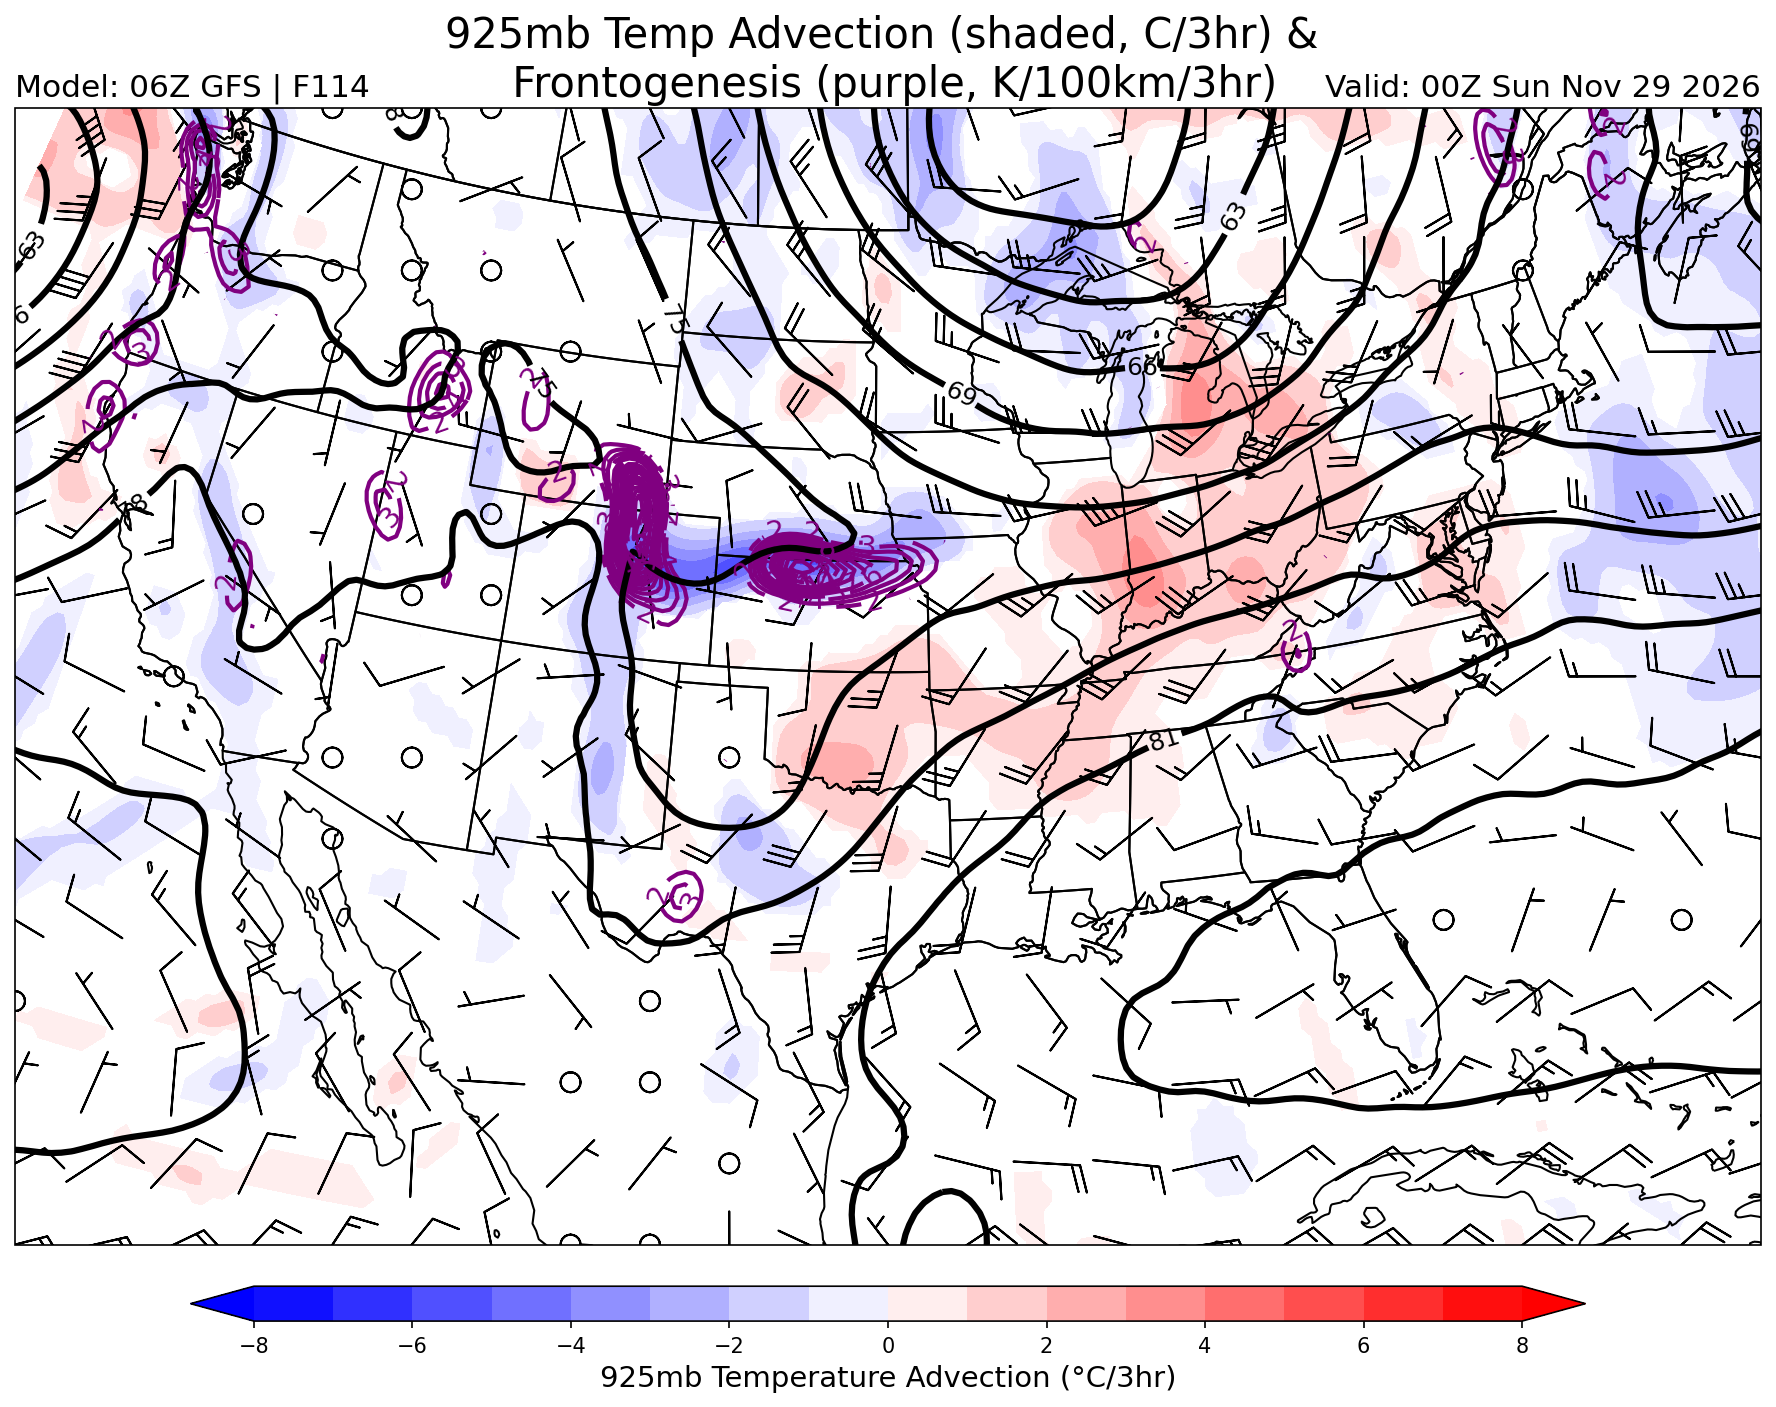 925mb Temp Advection (shaded, C/3hr) &
Frontogenesis (purple, K/100km/3hr)
Model: 06Z GFS | F114
Valid: 00Z Sun Nov 29 2026
63
63
66
69
81
−8 −6 −4 −2 0 2 4 6 8
925mb Temperature Advection (°C/3hr)